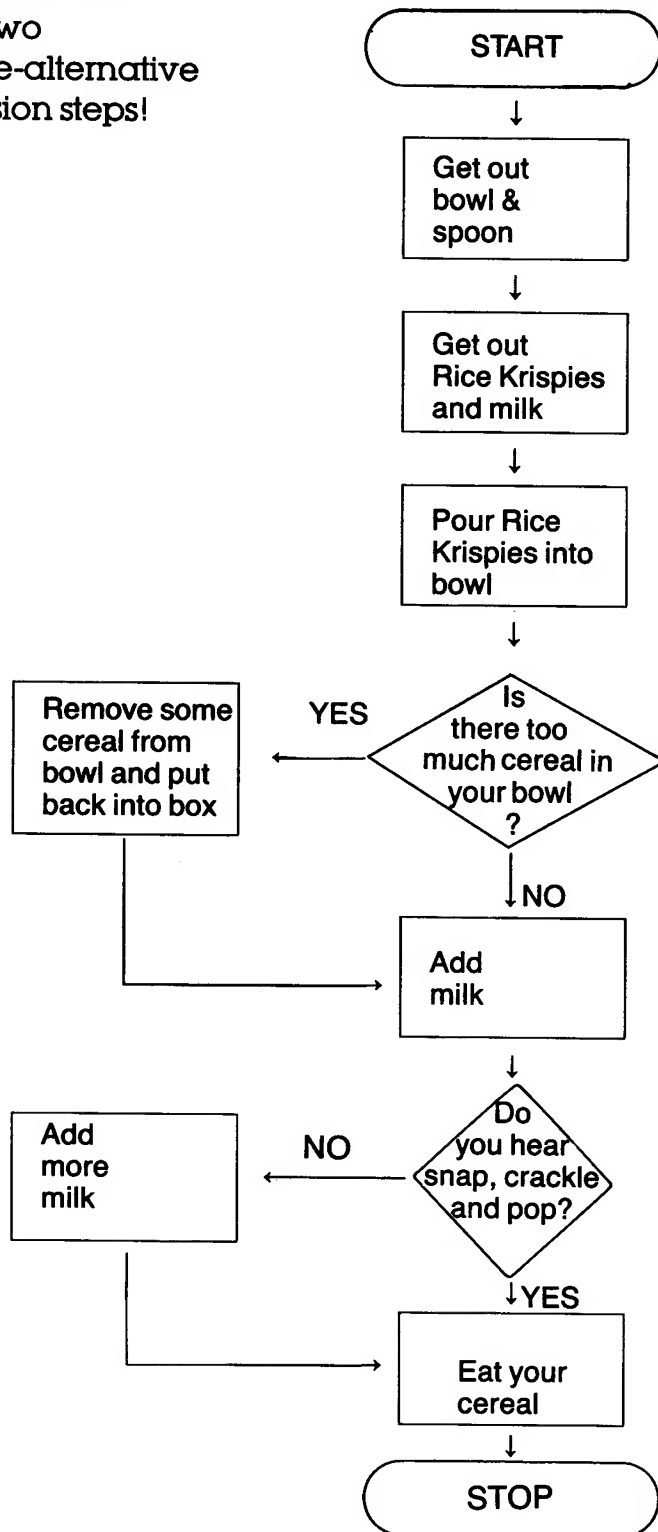 wo
e-alternative
sion steps!
START
Get out
bowl &
spoon
Get out
Rice Krispies
and milk
Pour Rice
Krispies into
bowl
Is
there too
much cereal in
your bowl
?
YES
Remove some
cereal from
bowl and put
back into box
NO
Add
milk
Do
you hear
snap, crackle
and pop?
NO
Add
more
milk
YES
Eat your
cereal
STOP